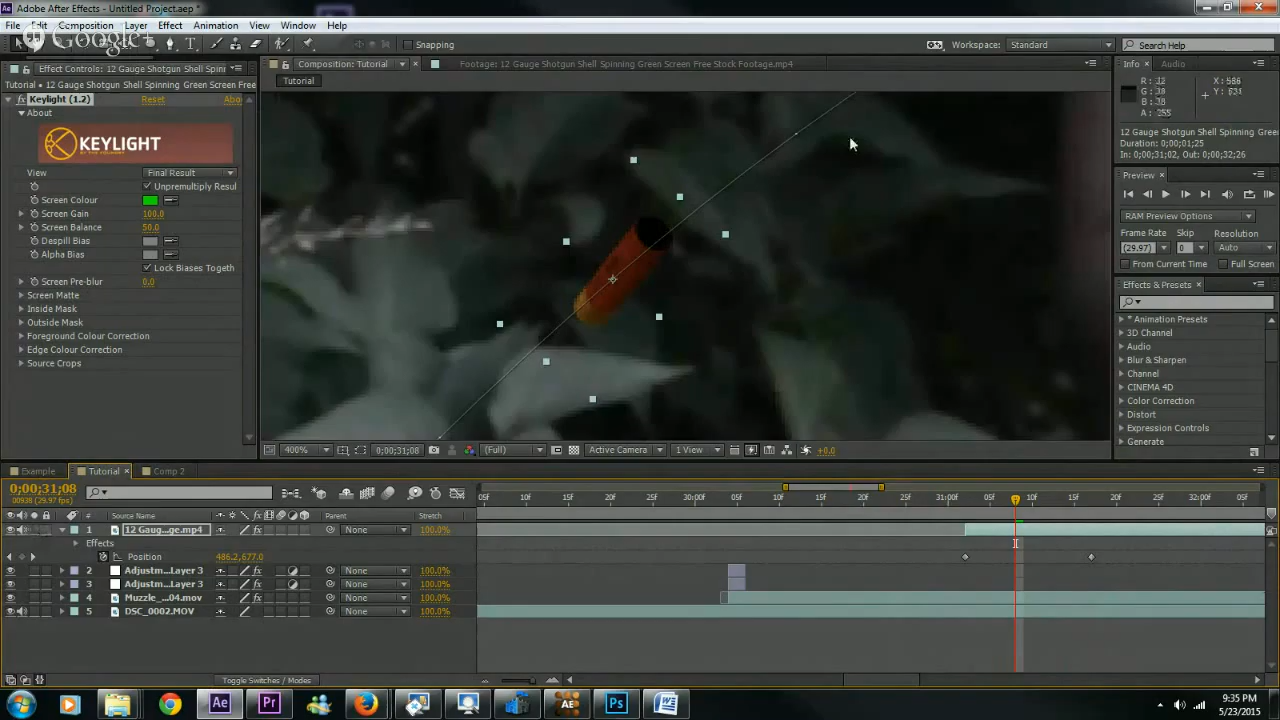 Adobe After Effects - Untitled Project.aep *
File Edit Composition Layer Effect Animation View Window Help
Google+
Snapping
Workspace: Standard
Search Help
Effect Controls: 12 Gauge Shotgun Shell Spinni
Composition: Tutorial
Footage: 12 Gauge Shotgun Shell Spinning Green Screen Free Stock Footage.mp4
Info Audio
Tutorial • 12 Gauge Shotgun Shell Spinning Green Screen Free
Tutorial
Keylight (1.2) Reset Abo
About
KEYLIGHT
View Final Result
Unpremultiply Resul
Screen Colour
Screen Gain 100.0
Screen Balance 50.0
Despill Bias
Alpha Bias
Lock Biases Togeth
Screen Pre-blur 0.0
Screen Matte
Inside Mask
Outside Mask
Foreground Colour Correction
Edge Colour Correction
Source Crops
R :
G :
B :
A : 255
X : 586
Y : 631
12 Gauge Shotgun Shell Spinning Green
Duration: 0;00;01;25
In: 0;00;31;02, Out: 0;00;32;26
Preview
RAM Preview Options
Frame Rate Skip Resolution
(29.97) 0 Auto
From Current Time Full Screen
Effects & Presets
* Animation Presets
3D Channel
Audio
Blur & Sharpen
Channel
CINEMA 4D
Color Correction
Distort
Expression Controls
Generate
400% 0;00;31;08 (Full) Active Camera 1 View +0.0
Example Tutorial Comp 2
0;00;31;08
00938 (29.97 fps)
05f 10f 15f 20f 25f 30:00f 05f 10f 15f 20f 25f 31:00f 05f 10f 15f 20f 25f 32:00f 05f
# Source Name Parent Stretch
1 12 Gaug...ge.mp4 None 100.0%
Effects
Position 486.2,677.0
2 Adjustm...Layer 3 None 100.0%
3 Adjustm...Layer 3 None 100.0%
4 Muzzle_...04.mov None 100.0%
5 DSC_0002.MOV None 100.0%
Toggle Switches / Modes
9:35 PM
5/23/2015